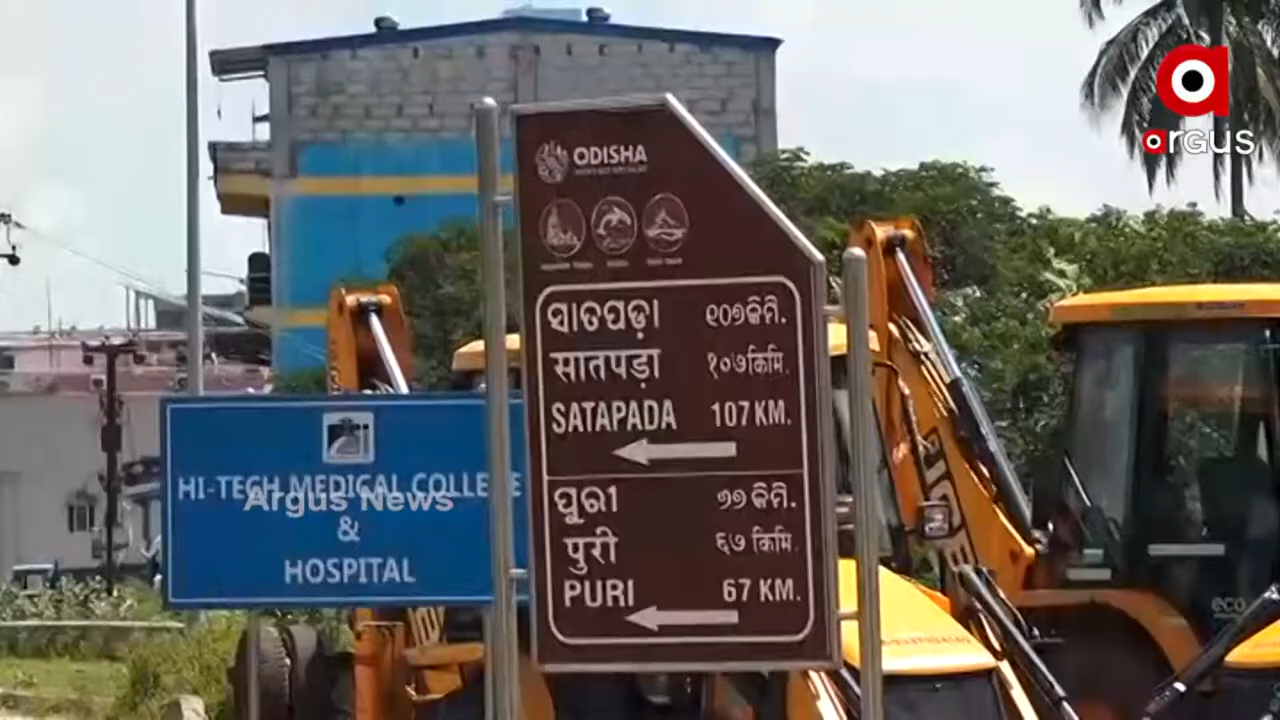 argus
ODISHA
ସାତପଡ଼ା ୧୦୭କିମି.
सातपड़ा १०७किमि.
SATAPADA 107 KM.
ପୁରୀ ୬୭ କିମି.
पुरी ६७ किमि.
PURI 67 KM.
HI-TECH MEDICAL COLLEGE
&
HOSPITAL
Argus News
JCB
eco